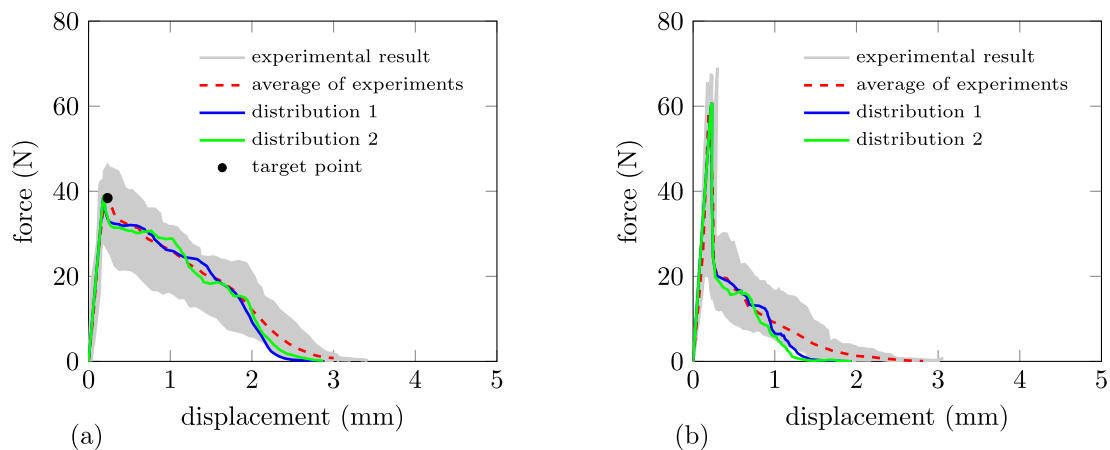 80
60
40
20
0
force (N)
experimental result
average of experiments
distribution 1
distribution 2
target point
0 1 2 3 4 5
displacement (mm)
(a)
80
60
40
20
0
force (N)
experimental result
average of experiments
distribution 1
distribution 2
0 1 2 3 4 5
displacement (mm)
(b)